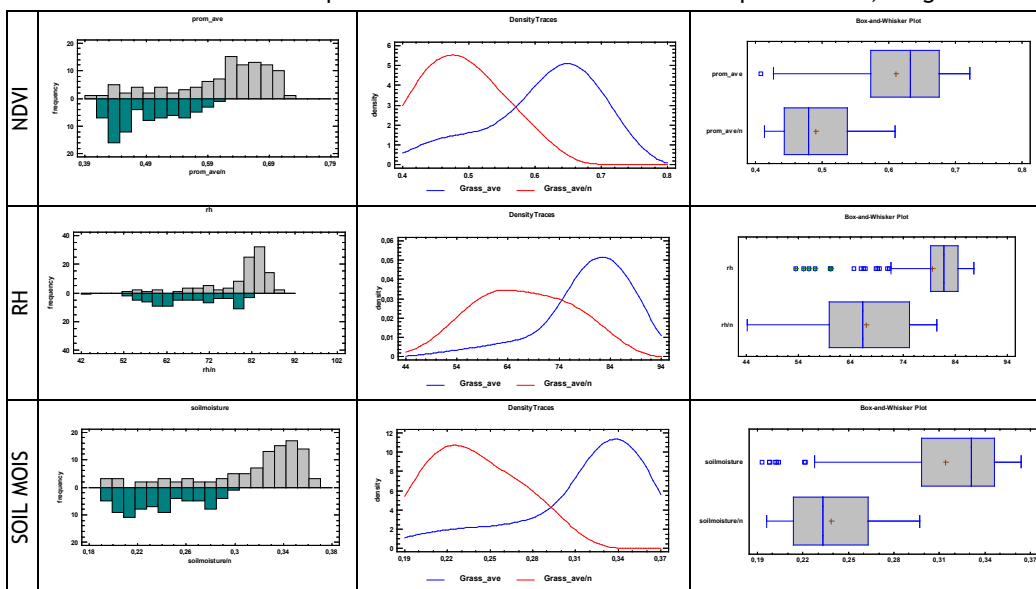 NDVI
prom_ave
20
10
0
10
20
frequency
0,39 0,49 0,59 0,69 0,79
prom_ave/n
DensityTraces
6
5
4
3
2
1
0
density
0.4 0.5 0.6 0.7 0.8
Grass_ave Grass_ave/n
Box-and-Whisker Plot
prom_ave
prom_ave/n
0,4 0,5 0,6 0,7 0,8
RH
rh
40
20
0
20
40
frequency
42 52 62 72 82 92 102
rh/n
DensityTraces
0,06
0,05
0,04
0,03
0,02
0,01
0
density
44 54 64 74 84 94
Grass_ave Grass_ave/n
Box-and-Whisker Plot
rh
rh/n
44 54 64 74 84 94
SOIL MOIS
soilmoisture
20
10
0
10
20
frequency
0,18 0,22 0,26 0,3 0,34 0,38
soilmoisture/n
DensityTraces
12
10
8
6
4
2
0
density
0,19 0,22 0,25 0,28 0,31 0,34 0,37
Grass_ave Grass_ave/n
Box-and-Whisker Plot
soilmoisture
soilmoisture/n
0,19 0,22 0,25 0,28 0,31 0,34 0,37